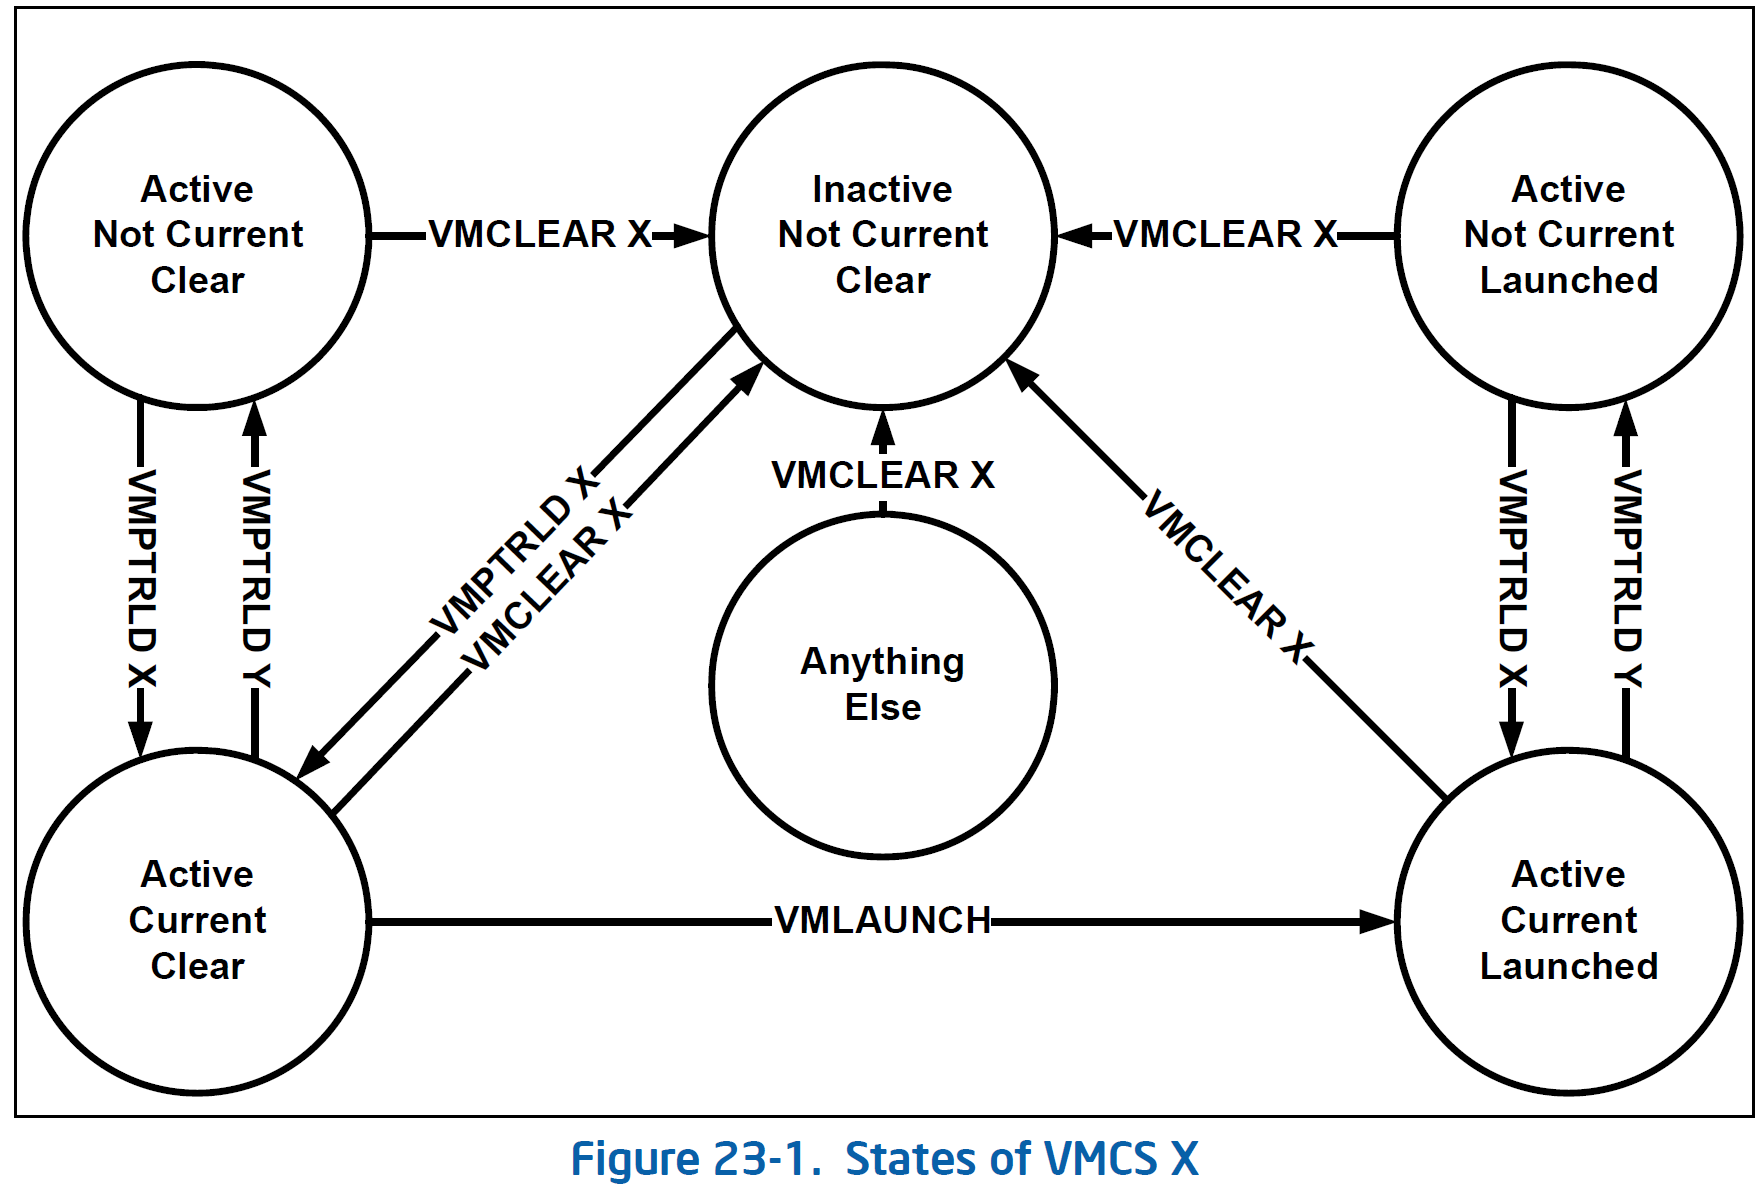 Active
Not Current
Clear
VMCLEAR X
Inactive
Not Current
Clear
VMCLEAR X
Active
Not Current
Launched
VMPTRLD X
VMPTRLD Y
VMPTRLD X
VMCLEAR X
VMCLEAR X
VMCLEAR X
VMPTRLD X
VMPTRLD Y
Anything
Else
Active
Current
Clear
VMLAUNCH
Active
Current
Launched
Figure 23-1. States of VMCS X